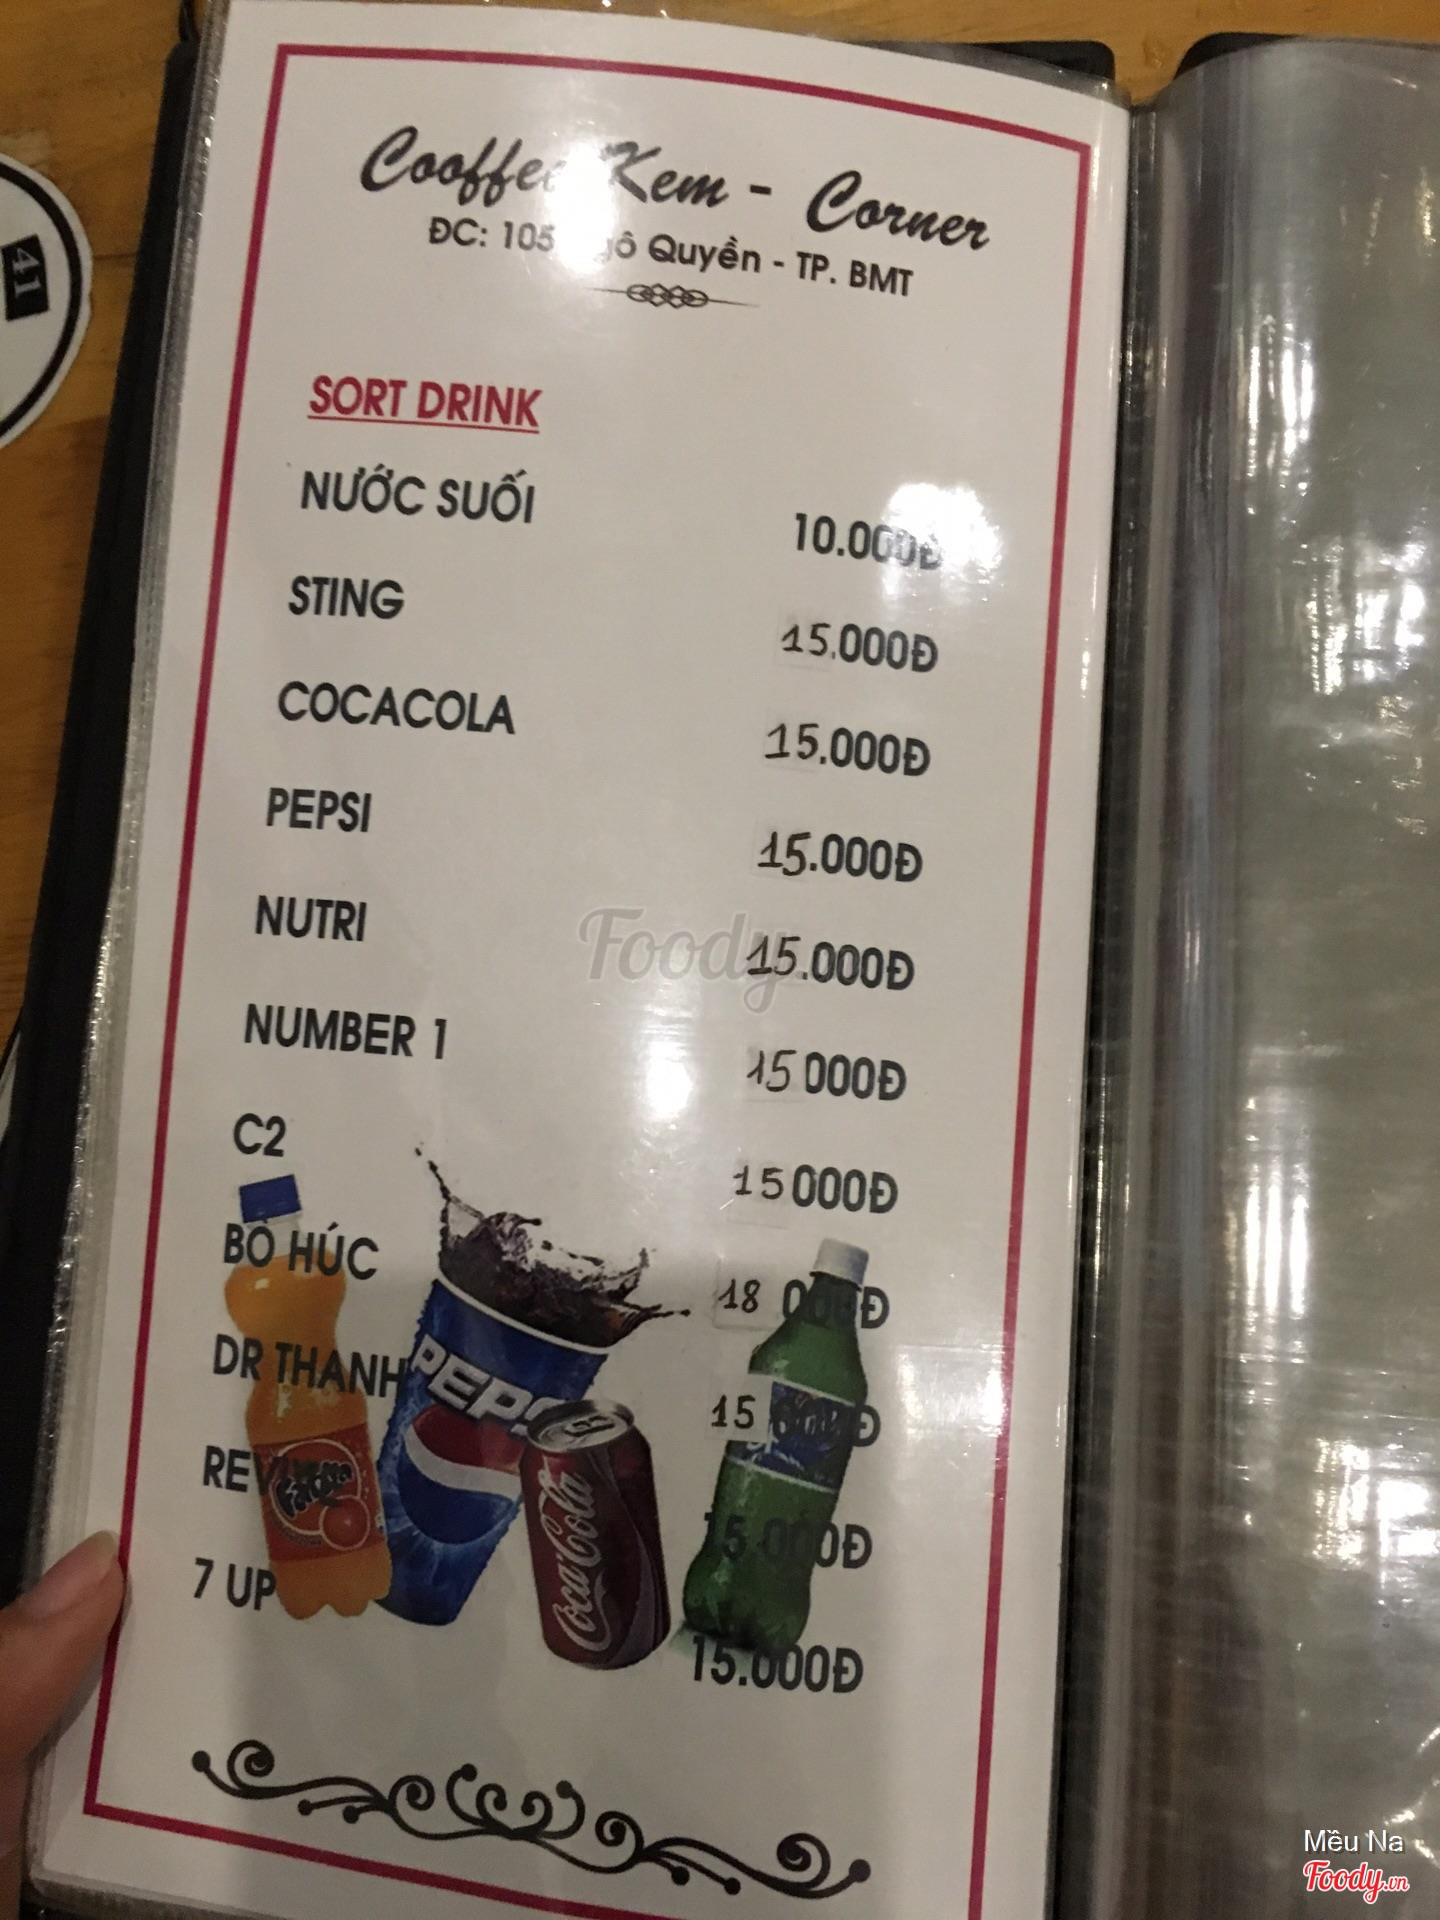 41
Cooffee Kem - Corner
ĐC: 105 Ngô Quyền - TP. BMT
SORT DRINK
NƯỚC SUỐI 10.000Đ
STING 15.000Đ
COCACOLA 15.000Đ
PEPSI 15.000Đ
NUTRI 15.000Đ
NUMBER 1 15 000Đ
C2 15 000Đ
BÒ HÚC 18 000Đ
DR THANH 15 000Đ
15.000Đ
7 UP 15.000Đ
PEPSI
Fanta
Coca Cola
Foody
Mều Na
Foody.vn